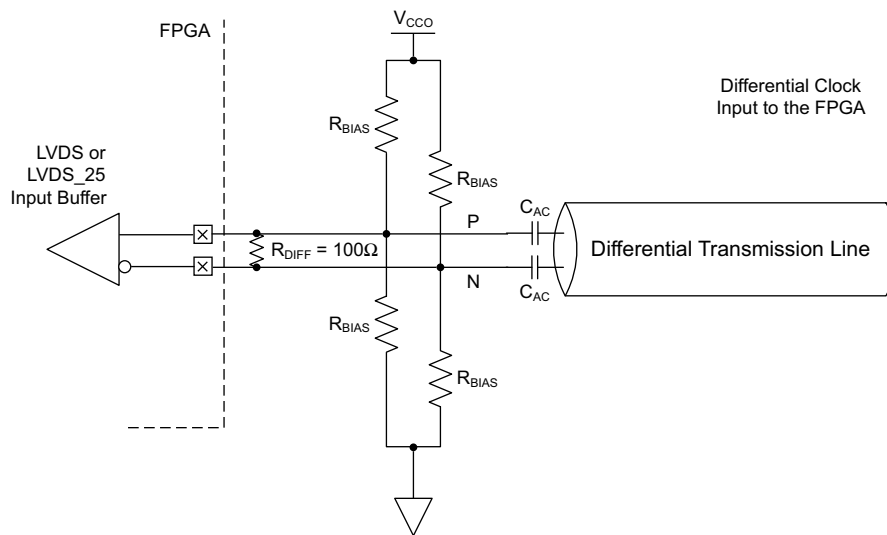 FPGA
V_CCO
Differential Clock
Input to the FPGA
R_BIAS
LVDS or
LVDS_25
Input Buffer
R_BIAS
P
C_AC
R_DIFF = 100Ω
Differential Transmission Line
N
C_AC
R_BIAS
R_BIAS